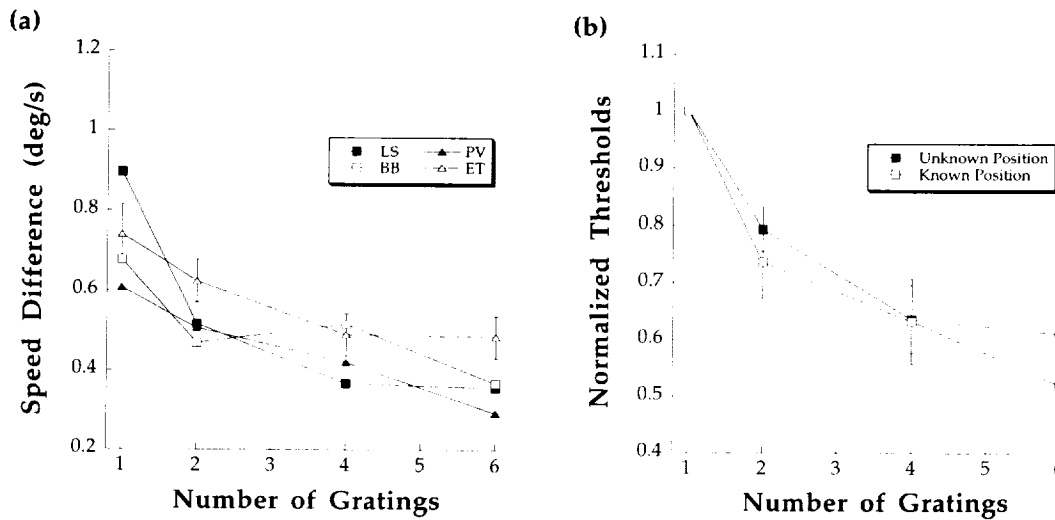 (a)
1.2
1
0.8
0.6
0.4
0.2
Speed Difference (deg/s)
LS PV
BB ET
1 2 3 4 5 6
Number of Gratings
(b)
1.1
1
0.9
0.8
0.7
0.6
0.5
0.4
Normalized Thresholds
Unknown Position
Known Position
1 2 3 4 5
Number of Gratings